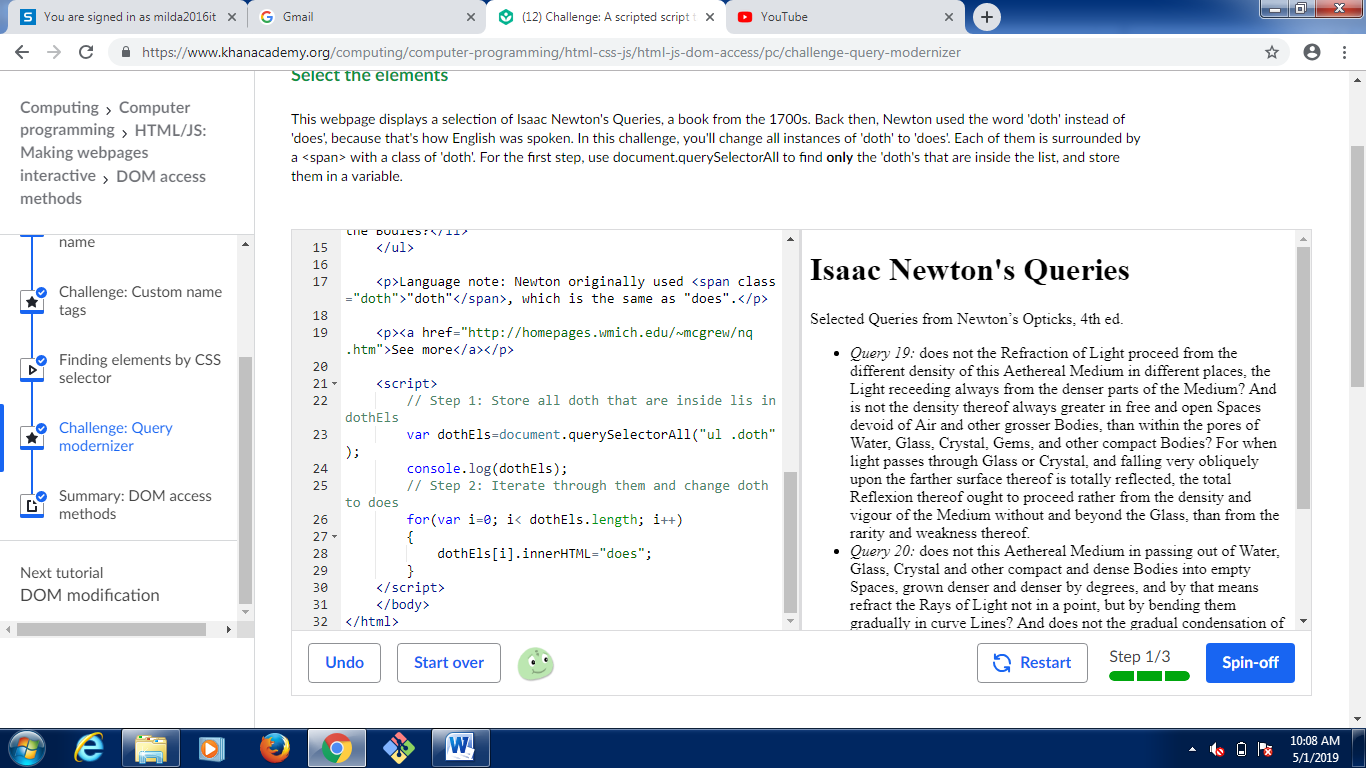 You are signed in as milda2016it
Gmail
(12) Challenge: A scripted script t
YouTube
https://www.khanacademy.org/computing/computer-programming/html-css-js/html-js-dom-access/pc/challenge-query-modernizer
Computing › Computer
programming › HTML/JS:
Making webpages
interactive › DOM access
methods
name
Challenge: Custom name
tags
Finding elements by CSS
selector
Challenge: Query
modernizer
Summary: DOM access
methods
Next tutorial
DOM modification
Select the elements
This webpage displays a selection of Isaac Newton's Queries, a book from the 1700s. Back then, Newton used the word 'doth' instead of
'does', because that's how English was spoken. In this challenge, you'll change all instances of 'doth' to 'does'. Each of them is surrounded by
a <span> with a class of 'doth'. For the first step, use document.querySelectorAll to find only the 'doth's that are inside the list, and store
them in a variable.
the Bodies?</li>
15 </ul>
16
17 <p>Language note: Newton originally used <span class
="doth">"doth"</span>, which is the same as "does".</p>
18
19 <p><a href="http://homepages.wmich.edu/~mcgrew/nq
.htm">See more</a></p>
20
21 <script>
22 // Step 1: Store all doth that are inside lis in
dothEls
23 var dothEls=document.querySelectorAll("ul .doth"
);
24 console.log(dothEls);
25 // Step 2: Iterate through them and change doth
to does
26 for(var i=0; i< dothEls.length; i++)
27 {
28 dothEls[i].innerHTML="does";
29 }
30 </script>
31 </body>
32 </html>
Isaac Newton's Queries
Selected Queries from Newton’s Opticks, 4th ed.
• Query 19: does not the Refraction of Light proceed from the
different density of this Aethereal Medium in different places, the
Light receeding always from the denser parts of the Medium? And
is not the density thereof always greater in free and open Spaces
devoid of Air and other grosser Bodies, than within the pores of
Water, Glass, Crystal, Gems, and other compact Bodies? For when
light passes through Glass or Crystal, and falling very obliquely
upon the farther surface thereof is totally reflected, the total
Reflexion thereof ought to proceed rather from the density and
vigour of the Medium without and beyond the Glass, than from the
rarity and weakness thereof.
• Query 20: does not this Aethereal Medium in passing out of Water,
Glass, Crystal and other compact and dense Bodies into empty
Spaces, grown denser and denser by degrees, and by that means
refract the Rays of Light not in a point, but by bending them
gradually in curve Lines? And does not the gradual condensation of
Undo
Start over
Restart
Step 1/3
Spin-off
10:08 AM
5/1/2019